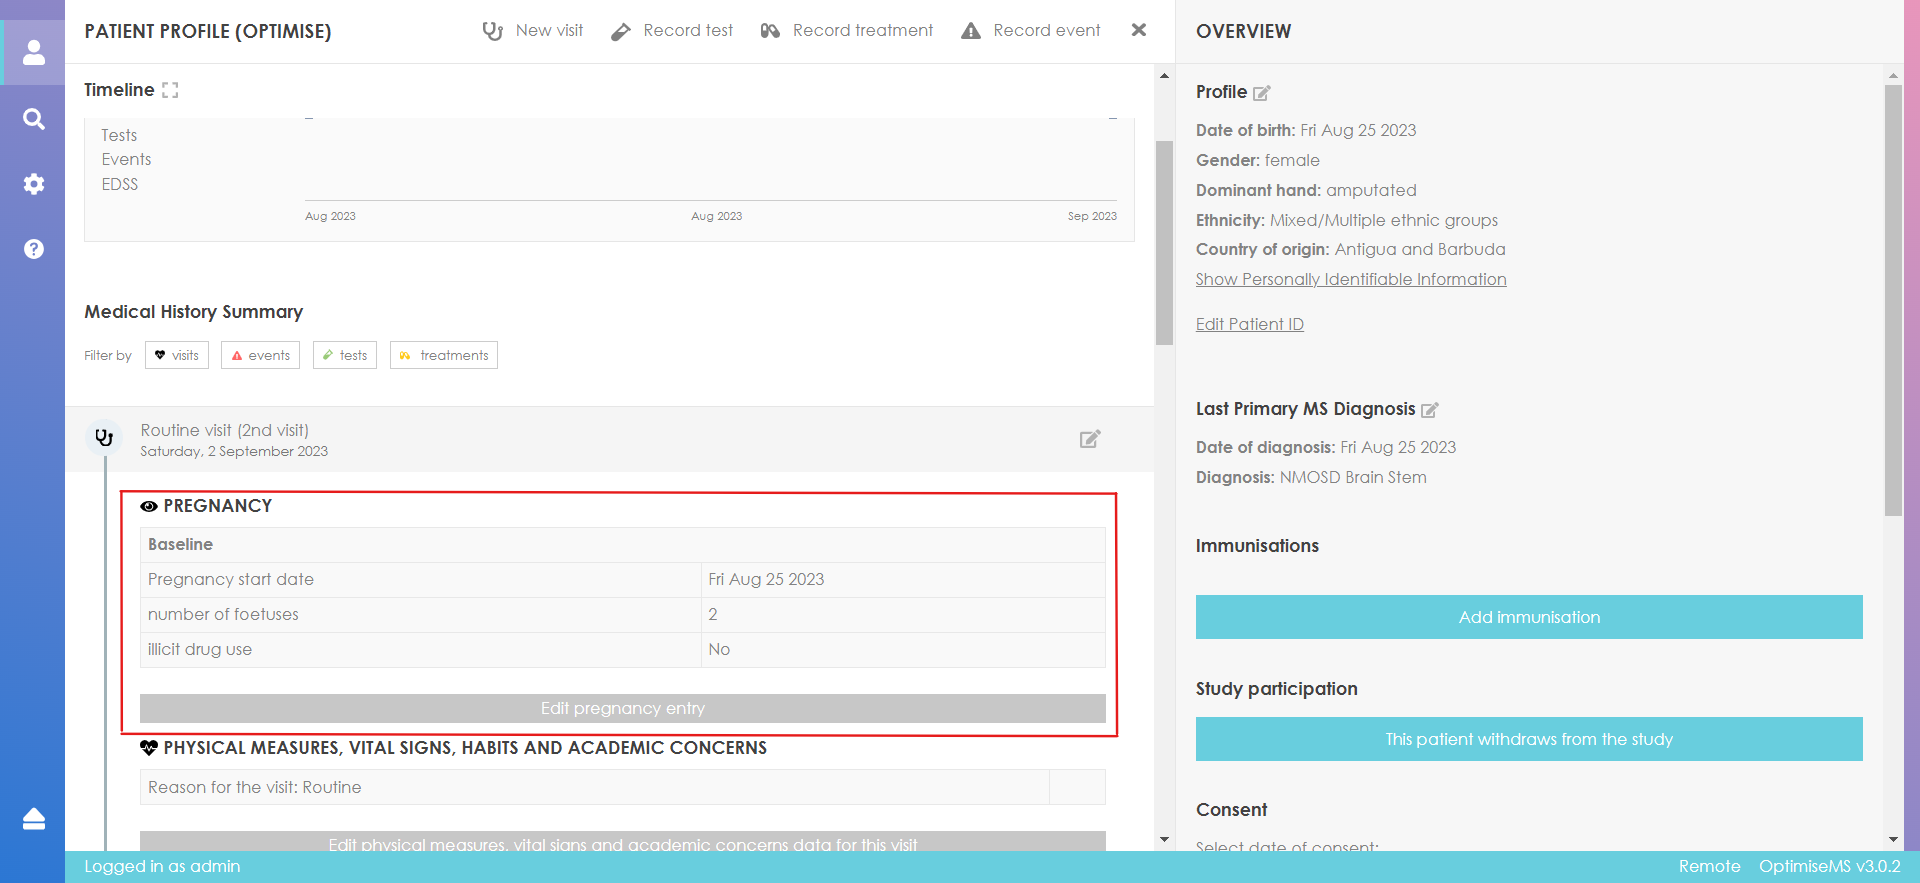 PATIENT PROFILE (OPTIMISE)
New visit
Record test
Record treatment
Record event
Timeline
Tests
Events
EDSS
Aug 2023
Aug 2023
Sep 2023
Medical History Summary
Filter by
visits
events
tests
treatments
Routine visit (2nd visit)
Saturday, 2 September 2023
PREGNANCY
Baseline
Pregnancy start date
Fri Aug 25 2023
number of foetuses
2
illicit drug use
No
Edit pregnancy entry
PHYSICAL MEASURES, VITAL SIGNS, HABITS AND ACADEMIC CONCERNS
Reason for the visit: Routine
Edit physical measures, vital signs and academic concerns data for this visit
OVERVIEW
Profile
Date of birth: Fri Aug 25 2023
Gender: female
Dominant hand: amputated
Ethnicity: Mixed/Multiple ethnic groups
Country of origin: Antigua and Barbuda
Show Personally Identifiable Information
Edit Patient ID
Last Primary MS Diagnosis
Date of diagnosis: Fri Aug 25 2023
Diagnosis: NMOSD Brain Stem
Immunisations
Add immunisation
Study participation
This patient withdraws from the study
Consent
Select date of consent:
Logged in as admin
Remote
OptimiseMS v3.0.2